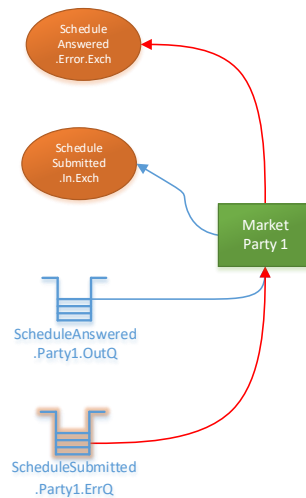 Schedule
Answered
.Error.Exch
Schedule
Submitted
.In.Exch
Market
Party 1
ScheduleAnswered
.Party1.OutQ
ScheduleSubmitted
.Party1.ErrQ